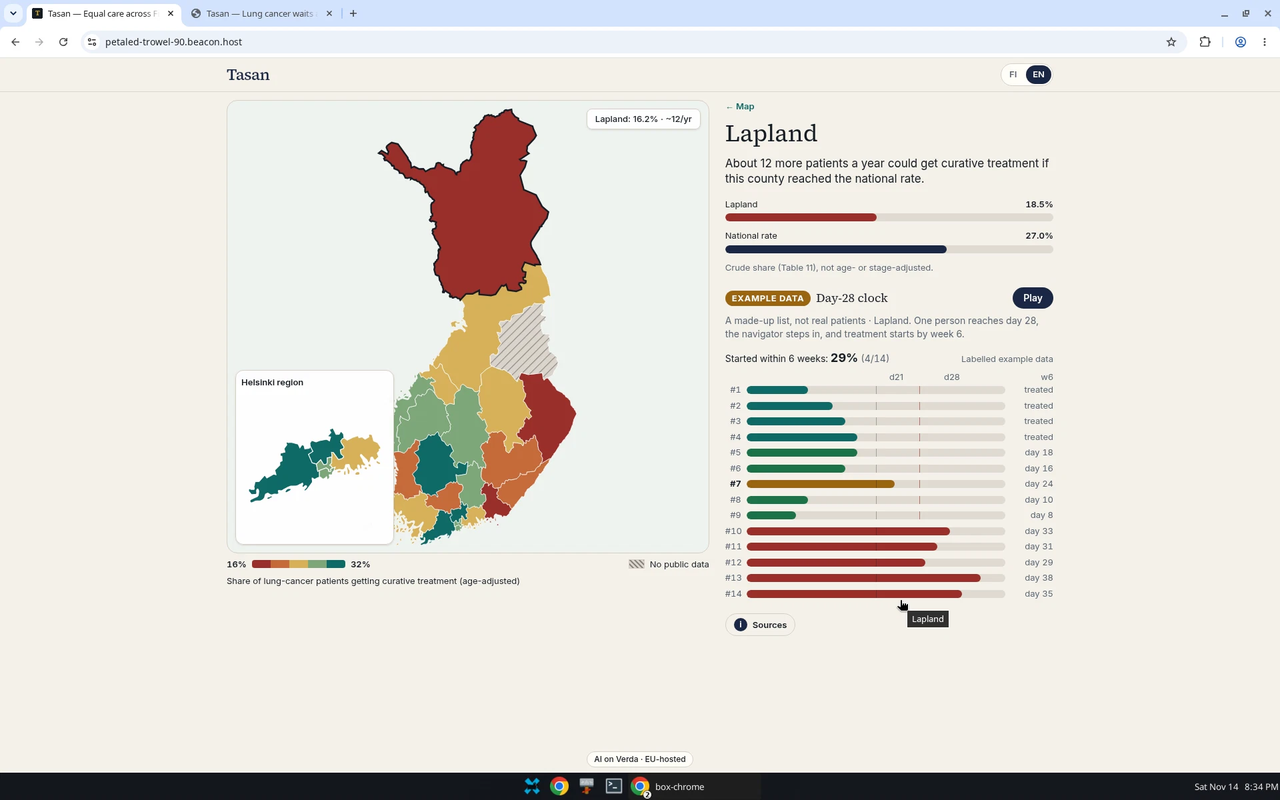 Tasan — Equal care across F
Tasan — Lung cancer waits
petaled-trowel-90.beacon.host
Tasan
FI EN
Lapland: 16.2% · ~12/yr
Helsinki region
16% 32%
No public data
Share of lung-cancer patients getting curative treatment (age-adjusted)
← Map
Lapland
About 12 more patients a year could get curative treatment if
this county reached the national rate.
Lapland 18.5%
National rate 27.0%
Crude share (Table 11), not age- or stage-adjusted.
EXAMPLE DATA Day-28 clock Play
A made-up list, not real patients · Lapland. One person reaches day 28,
the navigator steps in, and treatment starts by week 6.
Started within 6 weeks: 29% (4/14) Labelled example data
d21 d28 w6
#1 treated
#2 treated
#3 treated
#4 treated
#5 day 18
#6 day 16
#7 day 24
#8 day 10
#9 day 8
#10 day 33
#11 day 31
#12 day 29
#13 day 38
#14 day 35
Lapland
i Sources
AI on Verda · EU-hosted
2 box-chrome
Sat Nov 14 8:34 PM